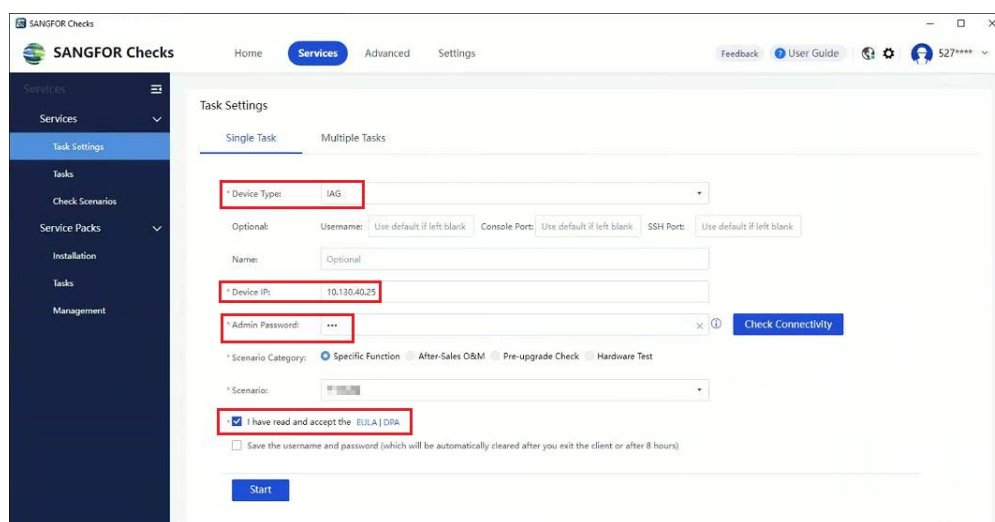 SANGFOR Checks
SANGFOR Checks Home Services Advanced Settings Feedback User Guide 527****
Services
Services
Task Settings
Tasks
Check Scenarios
Service Packs
Installation
Tasks
Management
Task Settings
Single Task Multiple Tasks
* Device Type: IAG
Optional: Username: Use default if left blank Console Port: Use default if left blank SSH Port: Use default if left blank
Name: Optional
* Device IP: 10.130.40.25
* Admin Password: ••• Check Connectivity
* Scenario Category: Specific Function After-Sales O&M Pre-upgrade Check Hardware Test
* Scenario:
* I have read and accept the EULA | DPA
Save the username and password (which will be automatically cleared after you exit the client or after 8 hours)
Start